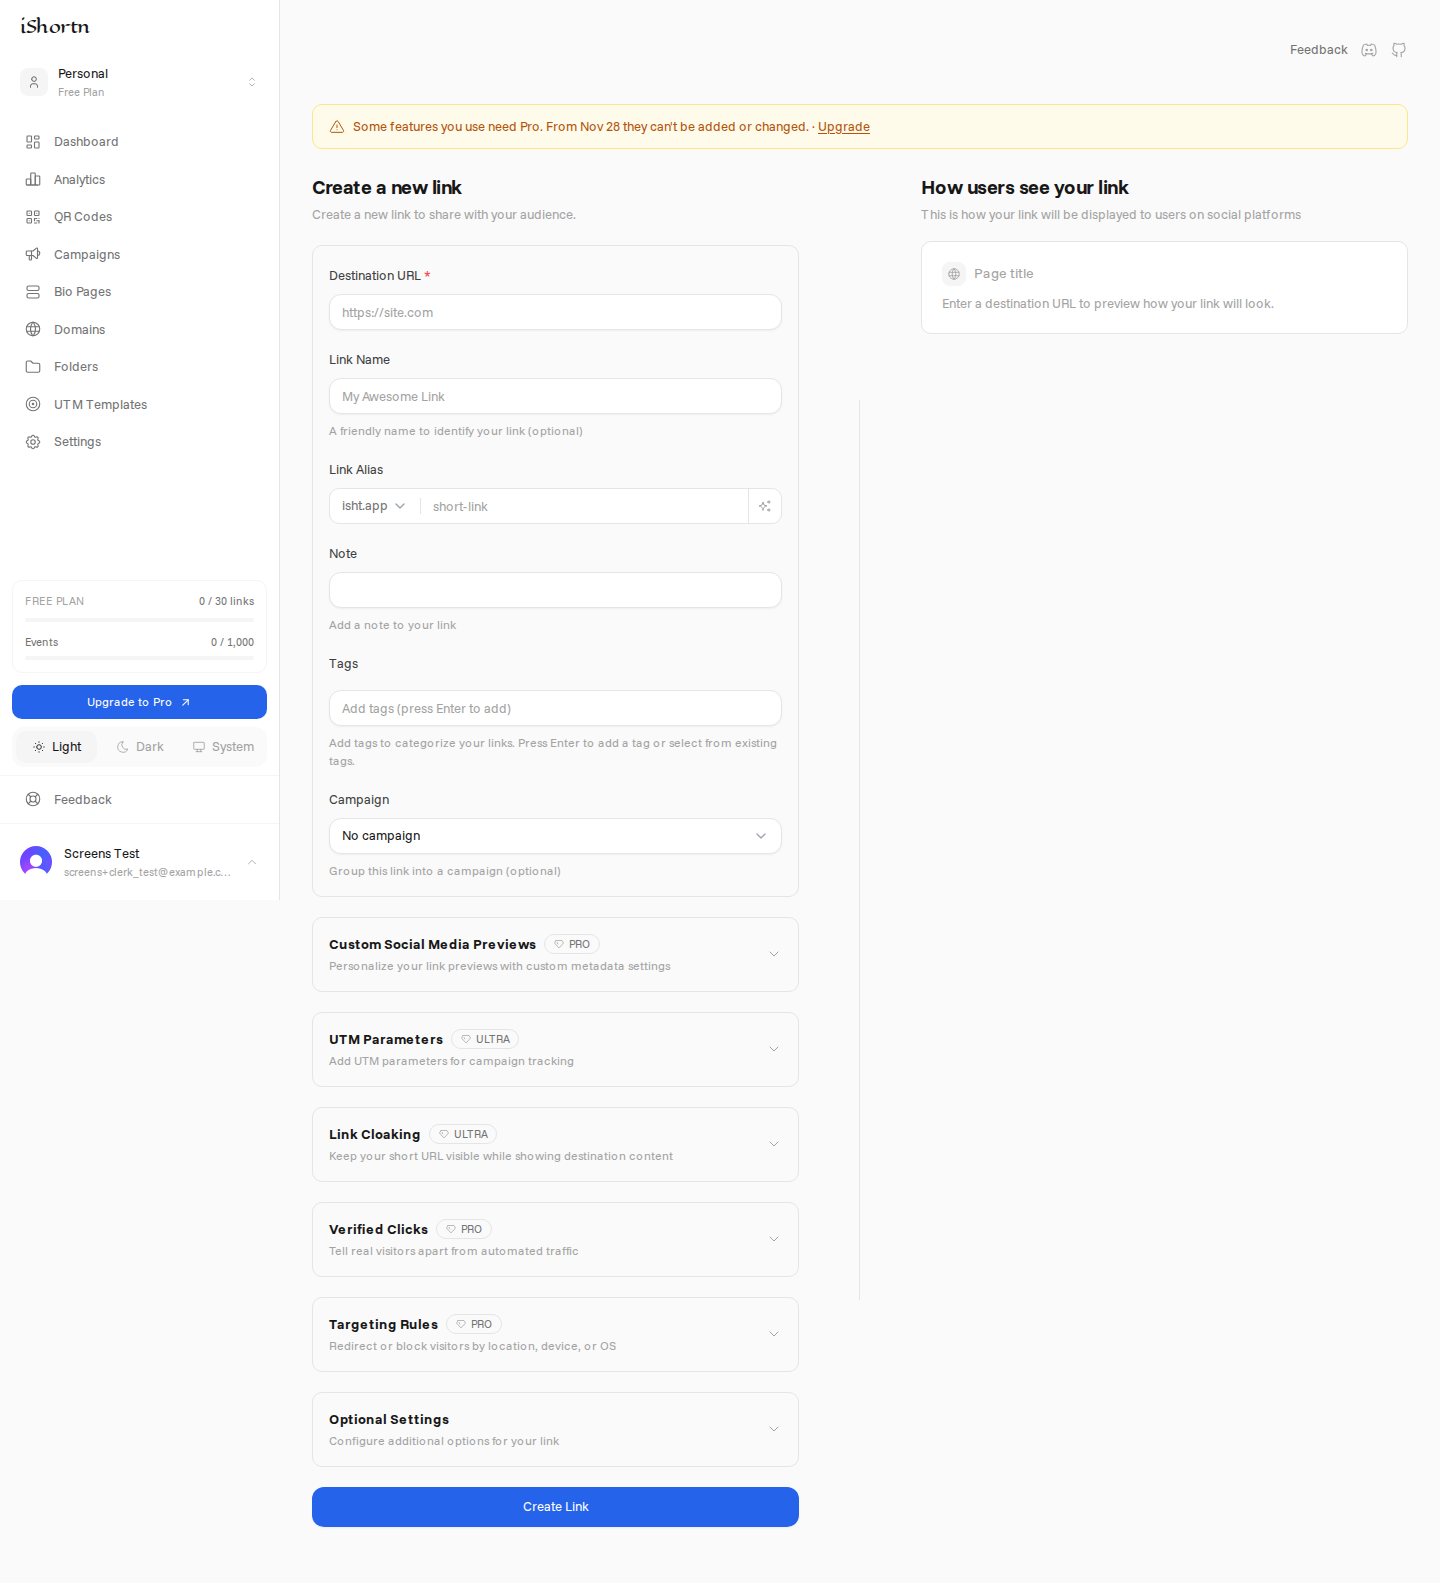 iShortn
Personal
Free Plan
Dashboard
Analytics
QR Codes
Campaigns
Bio Pages
Domains
Folders
UTM Templates
Settings
FREE PLAN 0 / 30 links
Events 0 / 1,000
Upgrade to Pro
Light Dark System
Feedback
Screens Test
screens+clerk_test@example.c...
Feedback
Some features you use need Pro. From Nov 28 they can't be added or changed. · Upgrade
Create a new link
Create a new link to share with your audience.
Destination URL *
https://site.com
Link Name
My Awesome Link
A friendly name to identify your link (optional)
Link Alias
isht.app short-link
Note
Add a note to your link
Tags
Add tags (press Enter to add)
Add tags to categorize your links. Press Enter to add a tag or select from existing
tags.
Campaign
No campaign
Group this link into a campaign (optional)
Custom Social Media Previews PRO
Personalize your link previews with custom metadata settings
UTM Parameters ULTRA
Add UTM parameters for campaign tracking
Link Cloaking ULTRA
Keep your short URL visible while showing destination content
Verified Clicks PRO
Tell real visitors apart from automated traffic
Targeting Rules PRO
Redirect or block visitors by location, device, or OS
Optional Settings
Configure additional options for your link
Create Link
How users see your link
This is how your link will be displayed to users on social platforms
Page title
Enter a destination URL to preview how your link will look.